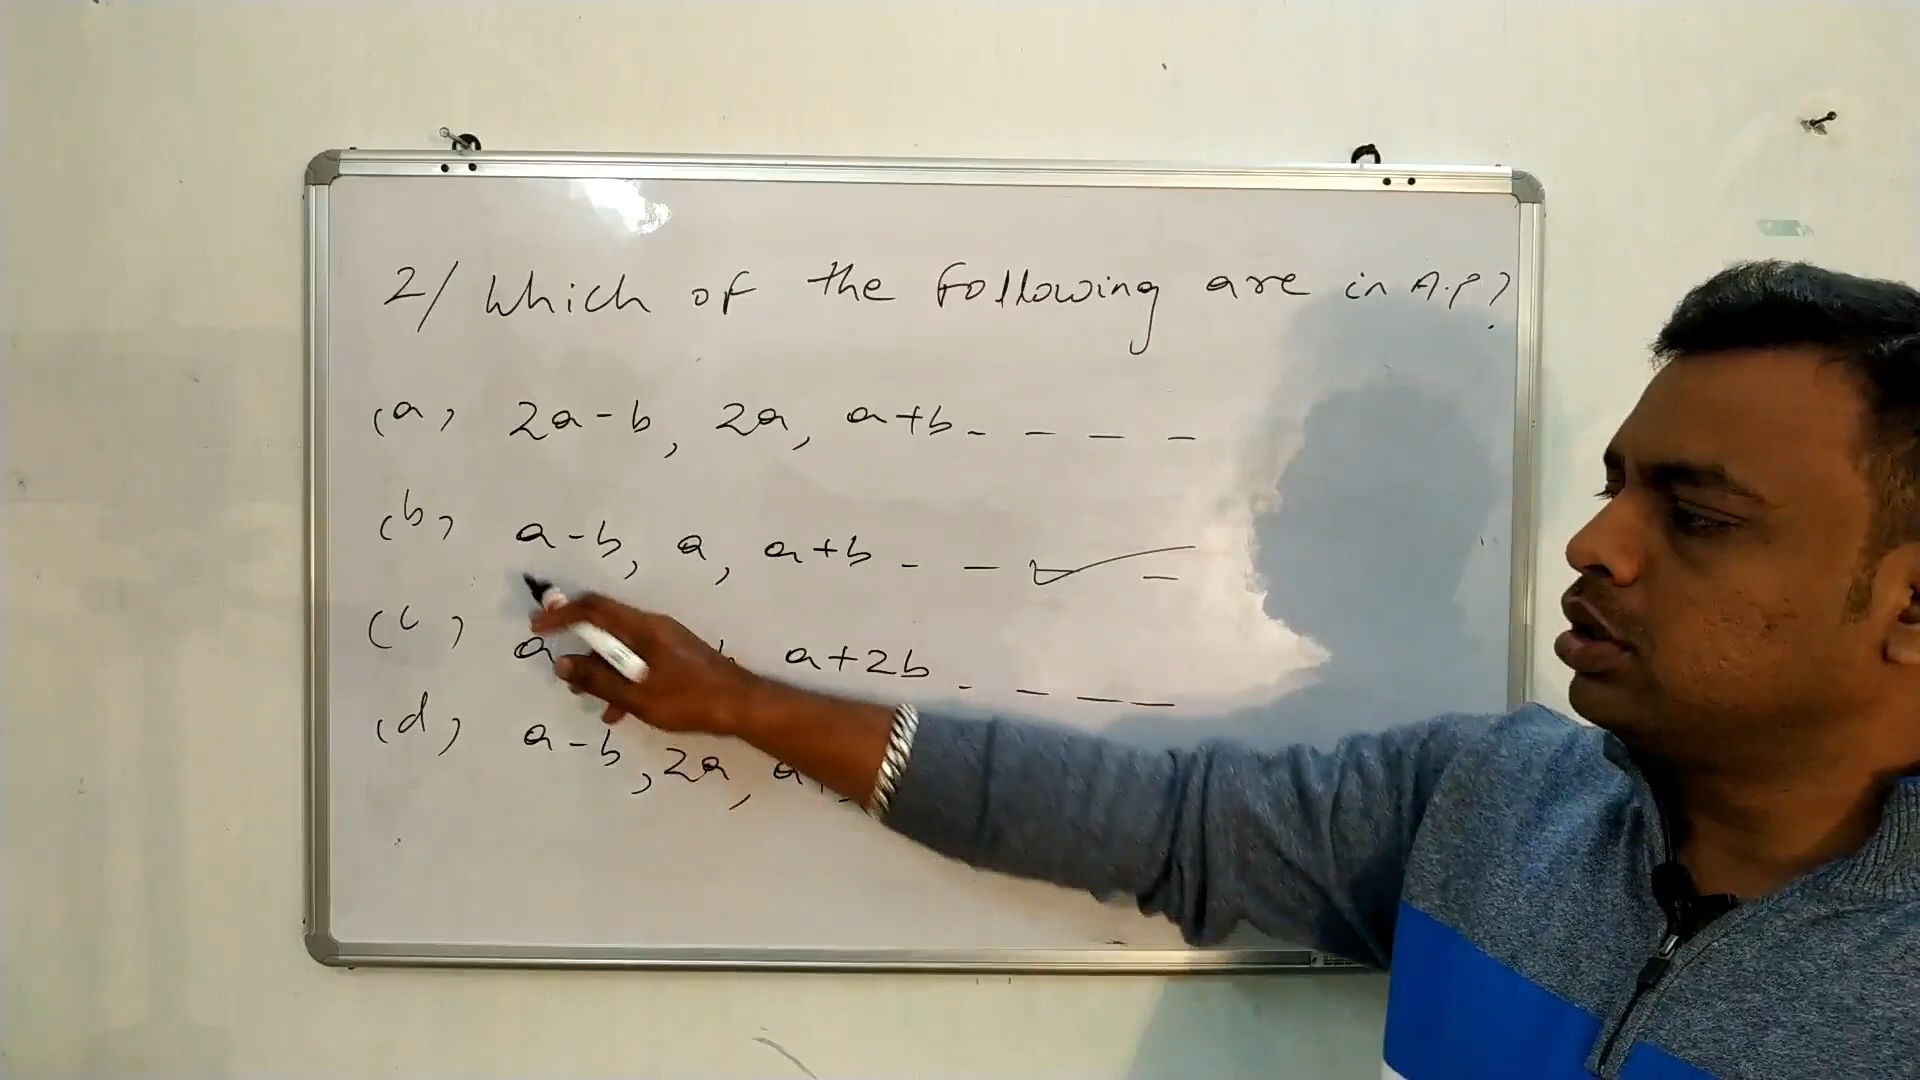 2/ Which of the following are in A.P?
(a) 2a-b, 2a, a+b - - - -
(b) a-b, a, a+b - - -
(c) a b a+2b - - - -
(d) a-b, 2a, a+